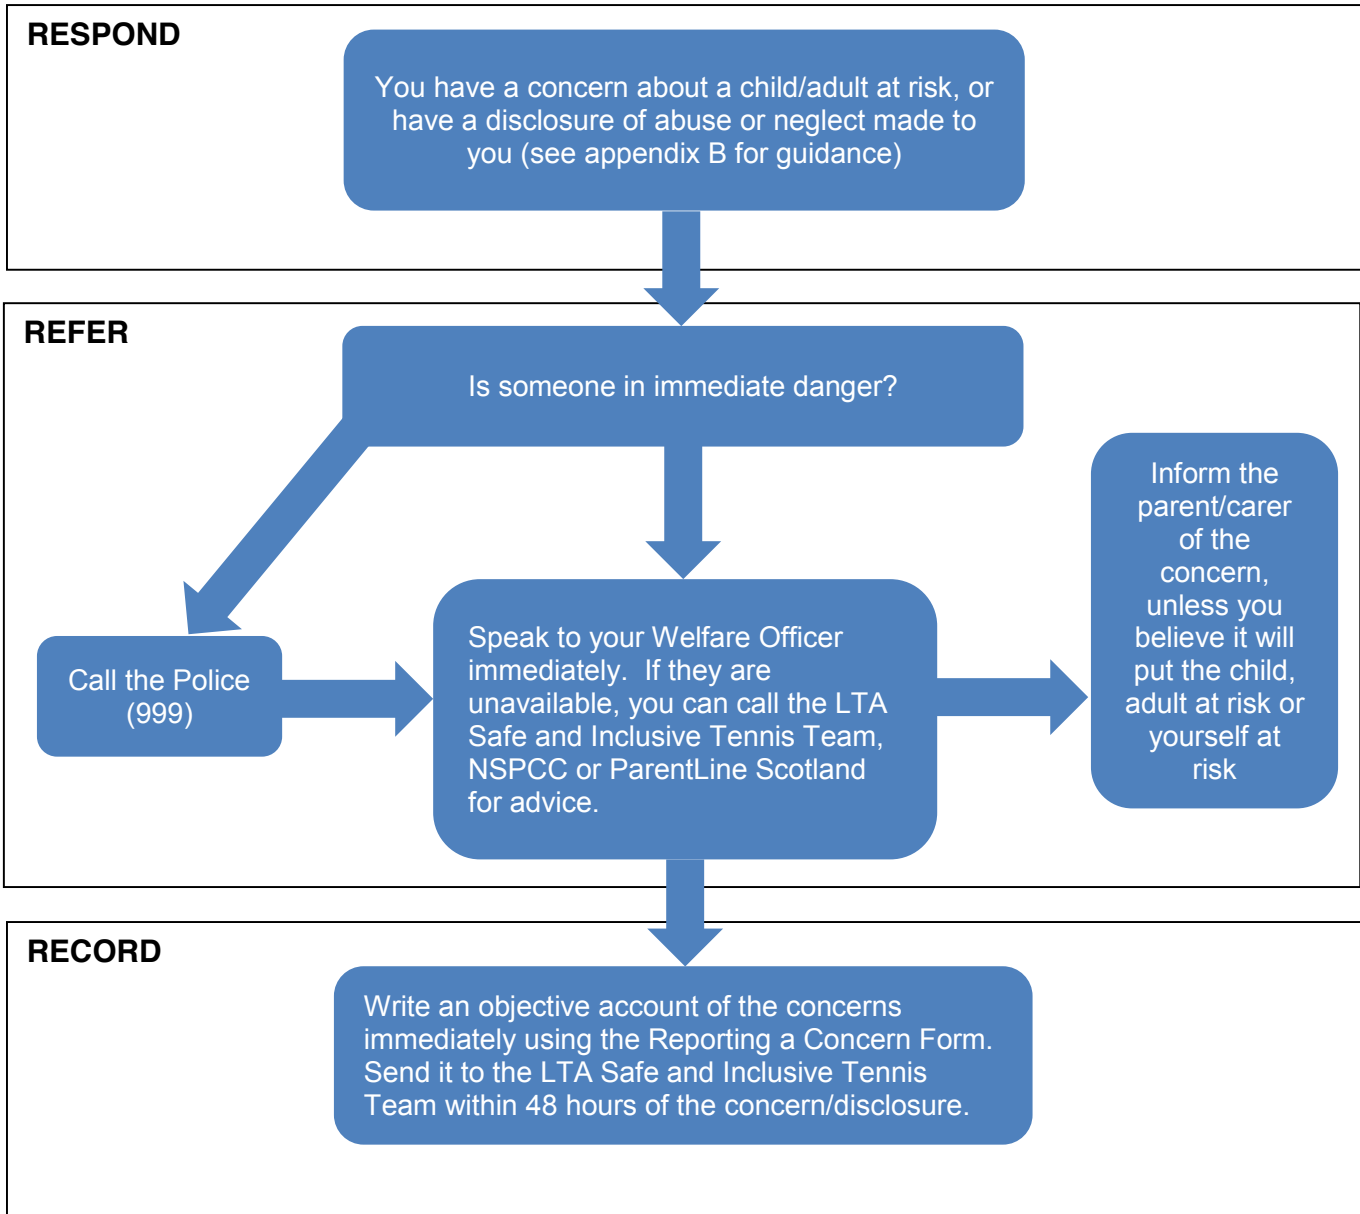 RESPOND
You have a concern about a child/adult at risk, or
have a disclosure of abuse or neglect made to
you (see appendix B for guidance)
REFER
Is someone in immediate danger?
Call the Police
(999)
Speak to your Welfare Officer
immediately.  If they are
unavailable, you can call the LTA
Safe and Inclusive Tennis Team,
NSPCC or ParentLine Scotland
for advice.
Inform the
parent/carer
of the
concern,
unless you
believe it will
put the child,
adult at risk or
yourself at
risk
RECORD
Write an objective account of the concerns
immediately using the Reporting a Concern Form.
Send it to the LTA Safe and Inclusive Tennis
Team within 48 hours of the concern/disclosure.